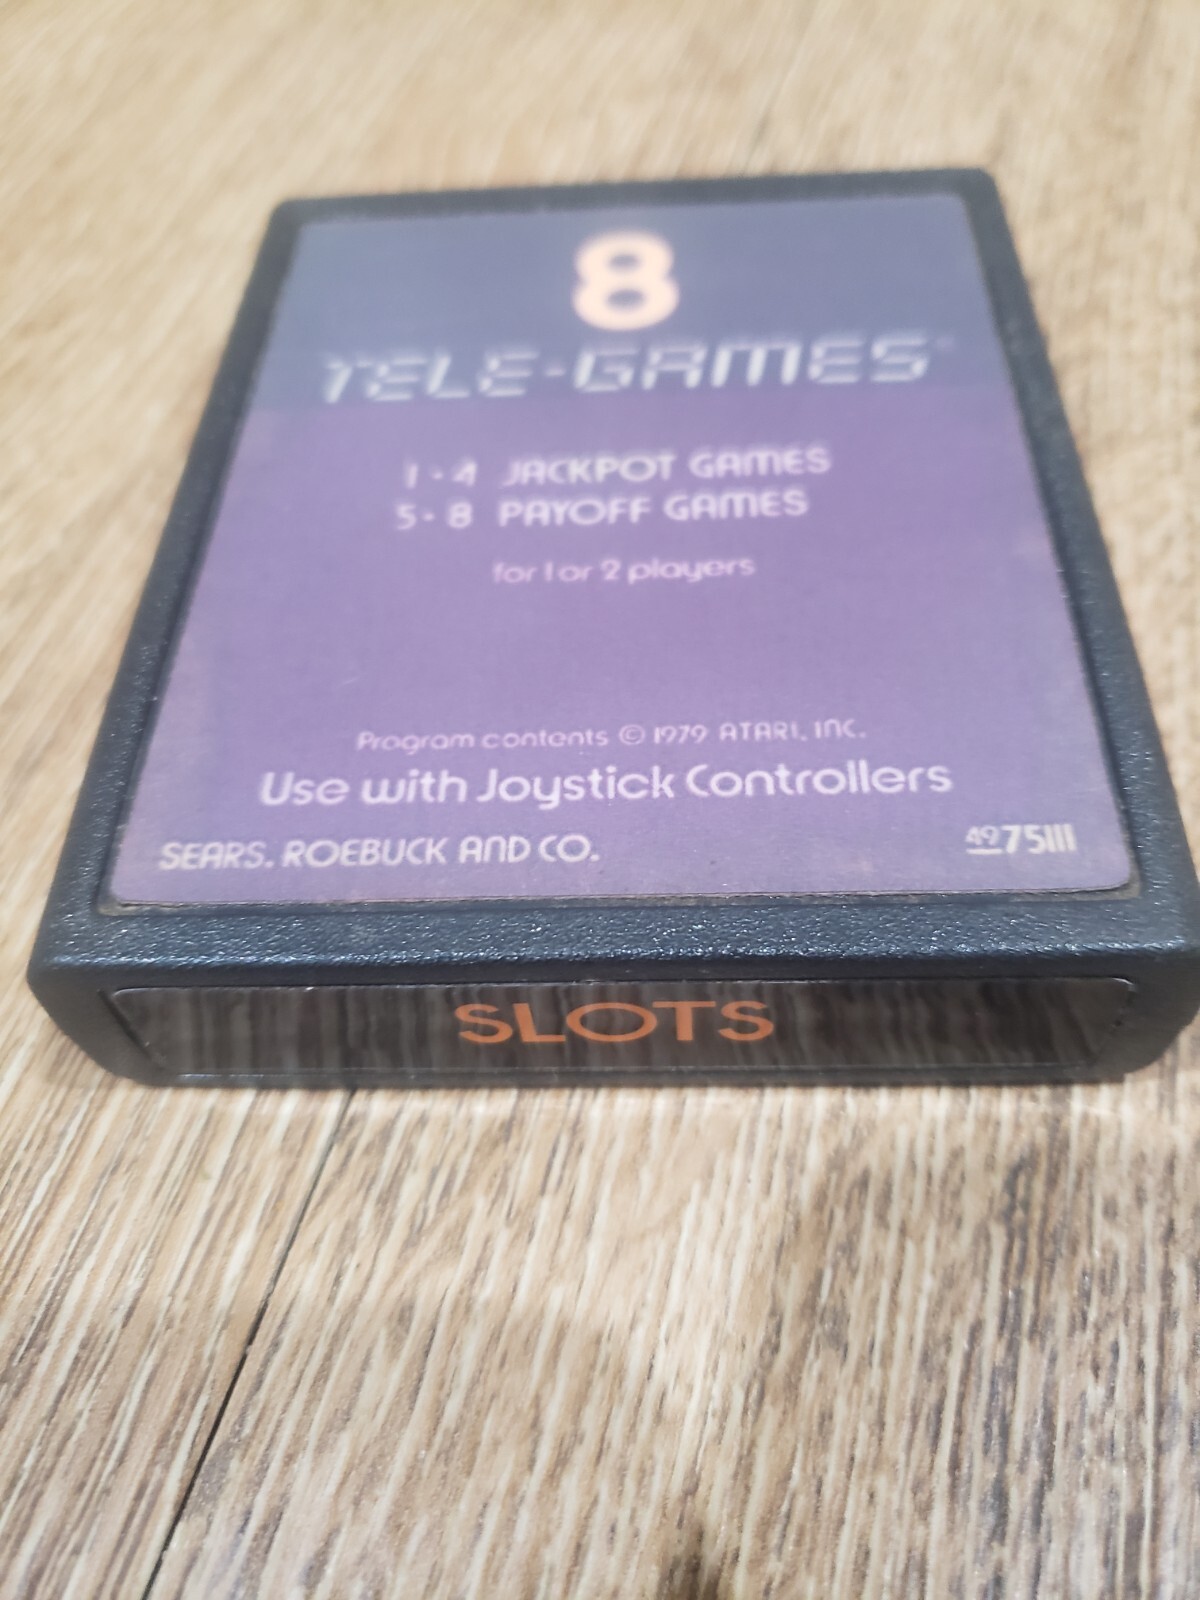 8
TELE-GAMES
1-4 JACKPOT GAMES
5-8 PAYOFF GAMES
for 1 or 2 players
Program contents © 1979 ATARI, INC.
Use with Joystick Controllers
SEARS, ROEBUCK AND CO.
49 75111
SLOTS